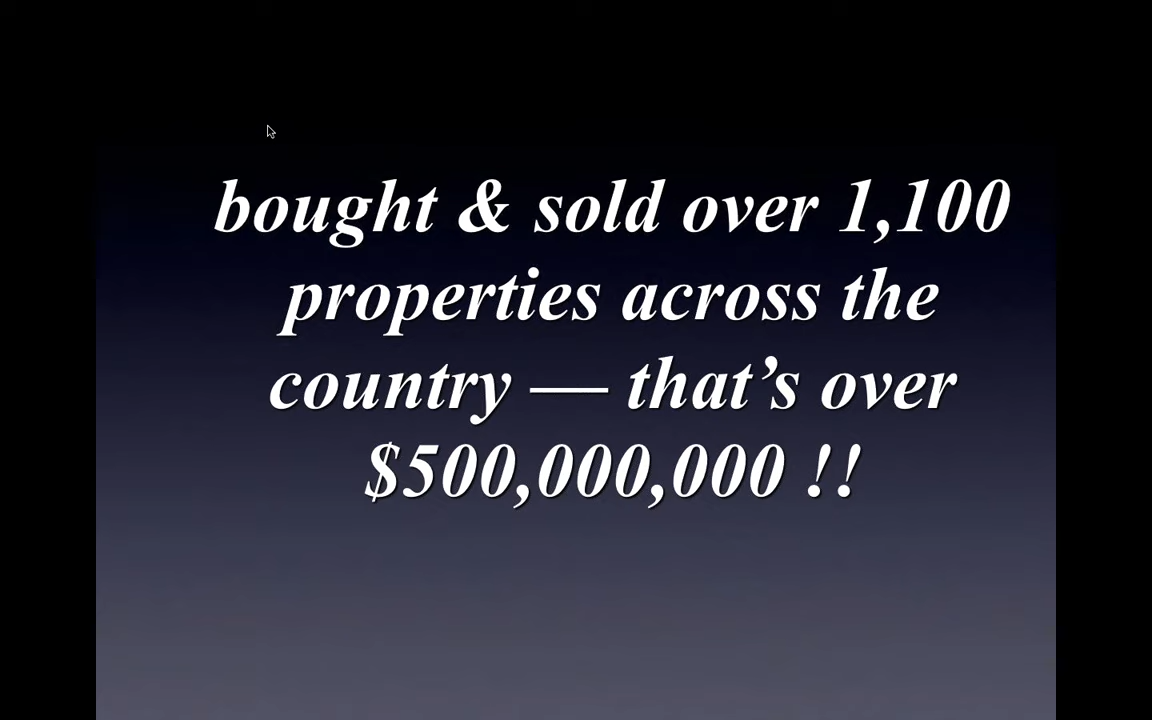 bought & sold over 1,100
properties across the
country — that’s over
$500,000,000 !!